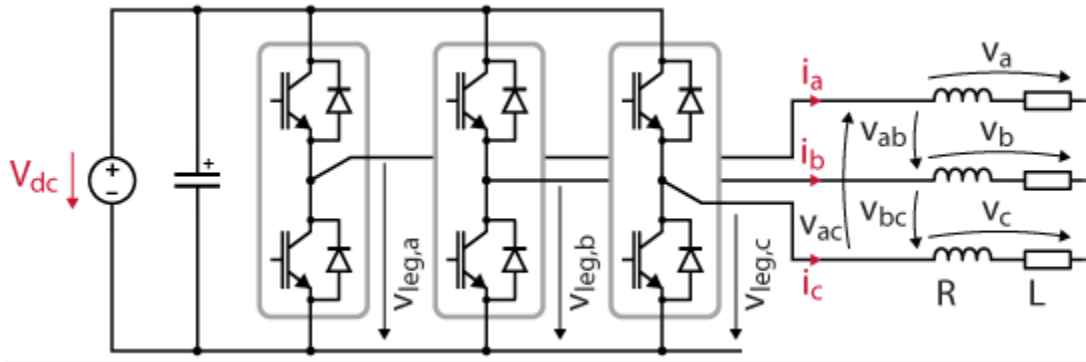 V_dc
+
−
+
v_leg,a
v_leg,b
v_leg,c
i_a
i_b
i_c
v_ac
v_ab
v_bc
v_a
v_b
v_c
R
L